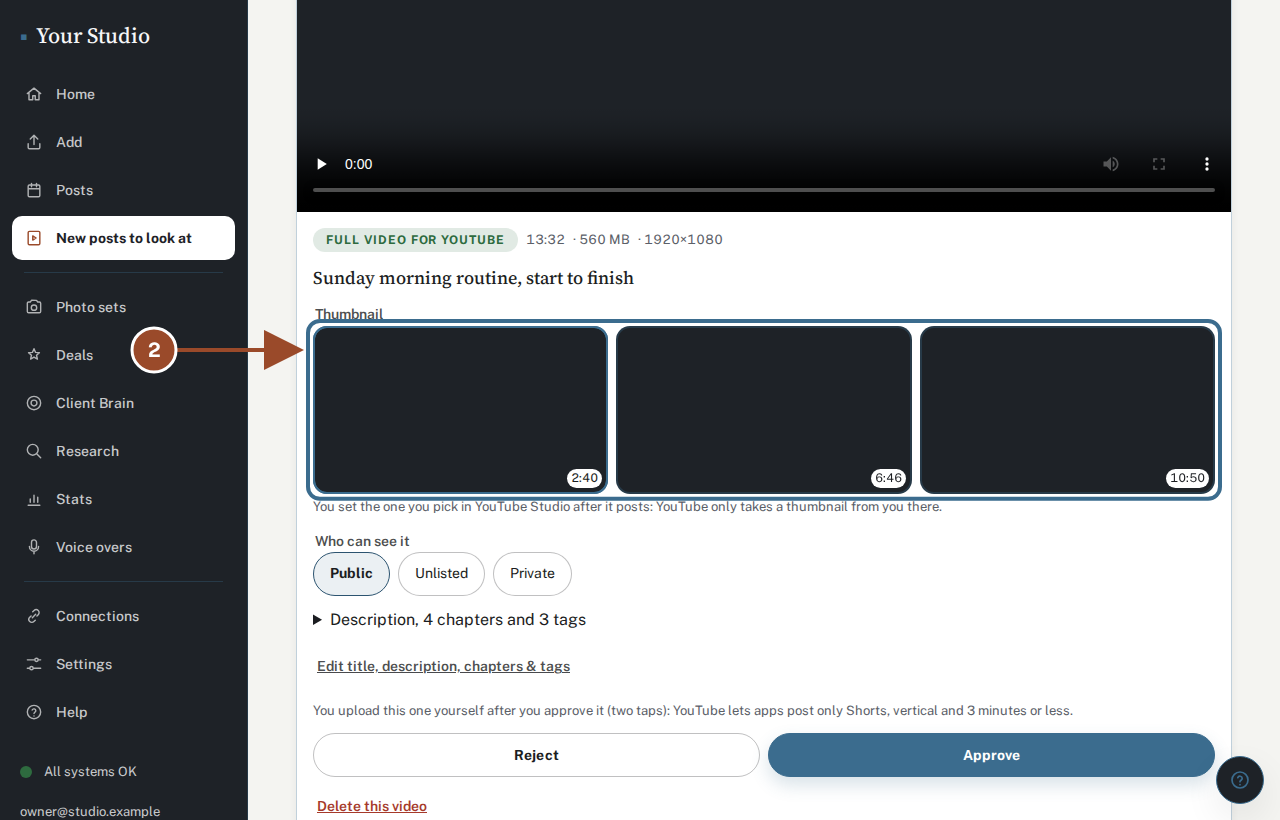 Your Studio
Home
Add
Posts
New posts to look at
Photo sets
Deals
Client Brain
Research
Stats
Voice overs
Connections
Settings
Help
All systems OK
owner@studio.example
2
0:00
FULL VIDEO FOR YOUTUBE 13:32 · 560 MB · 1920×1080
Sunday morning routine, start to finish
Thumbnail
2:40 6:46 10:50
You set the one you pick in YouTube Studio after it posts: YouTube only takes a thumbnail from you there.
Who can see it
Public Unlisted Private
Description, 4 chapters and 3 tags
Edit title, description, chapters & tags
You upload this one yourself after you approve it (two taps): YouTube lets apps post only Shorts, vertical and 3 minutes or less.
Reject Approve
Delete this video